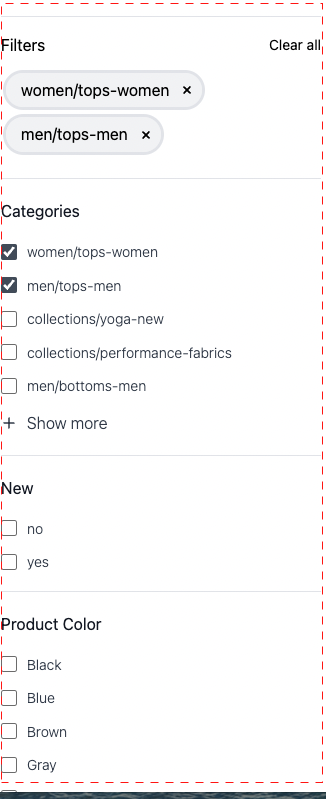 Filters
Clear all
women/tops-women ×
men/tops-men ×
Categories
women/tops-women
men/tops-men
collections/yoga-new
collections/performance-fabrics
men/bottoms-men
+ Show more
New
no
yes
Product Color
Black
Blue
Brown
Gray